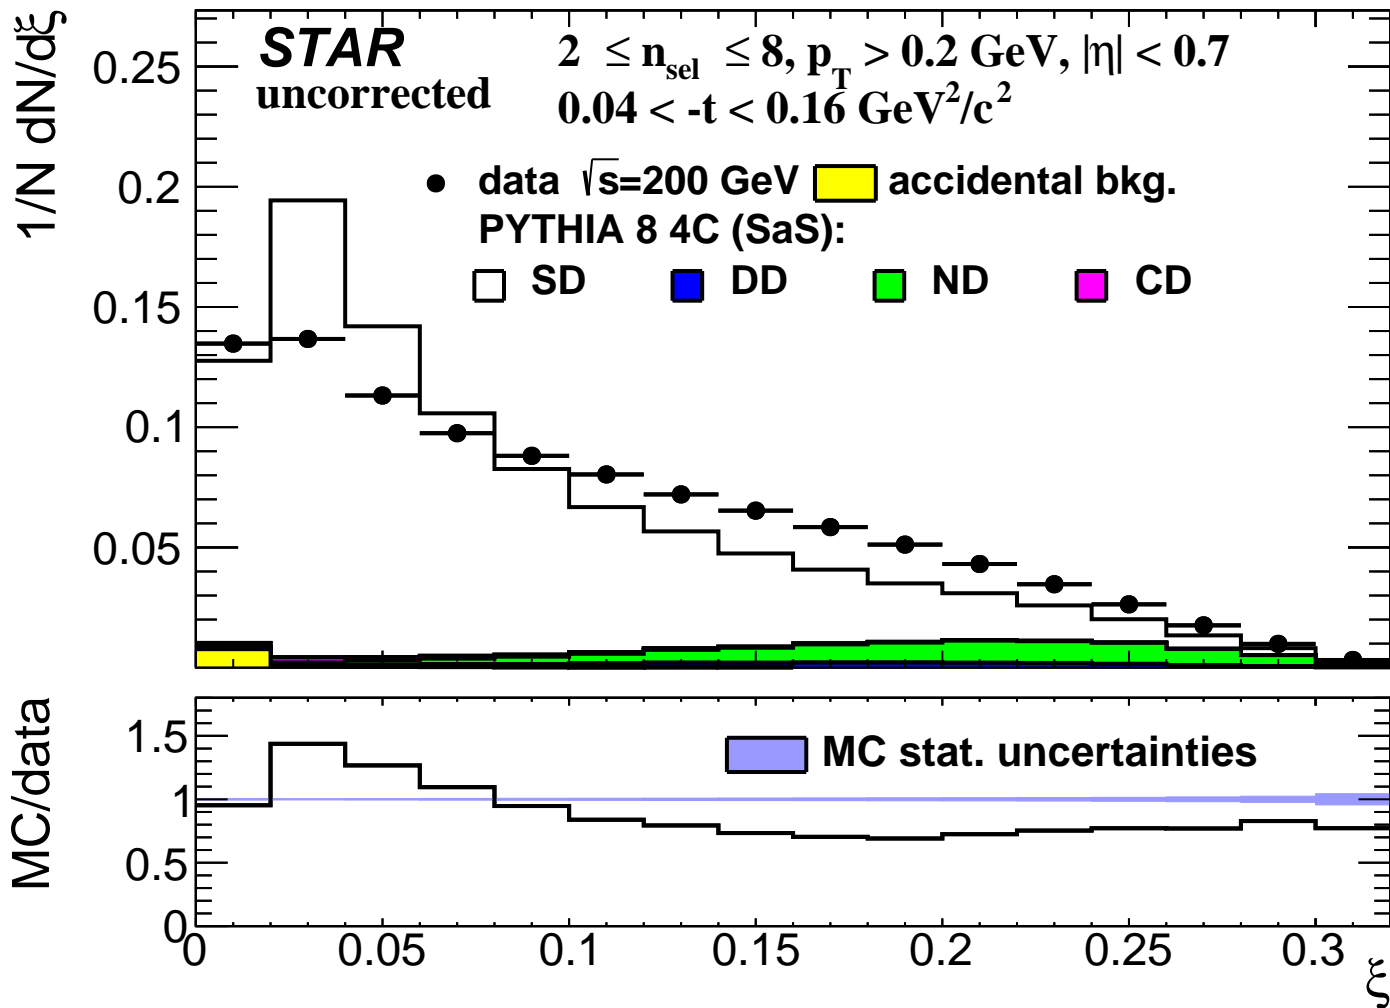 1/N dN/dξ
STAR
uncorrected
2 ≤ n_sel ≤ 8, p_T > 0.2 GeV, |η| < 0.7
0.04 < -t < 0.16 GeV²/c²
data √s=200 GeV accidental bkg.
PYTHIA 8 4C (SaS):
SD DD ND CD
0.25
0.2
0.15
0.1
0.05
MC/data
MC stat. uncertainties
1.5
1
0.5
0
0 0.05 0.1 0.15 0.2 0.25 0.3
ξ